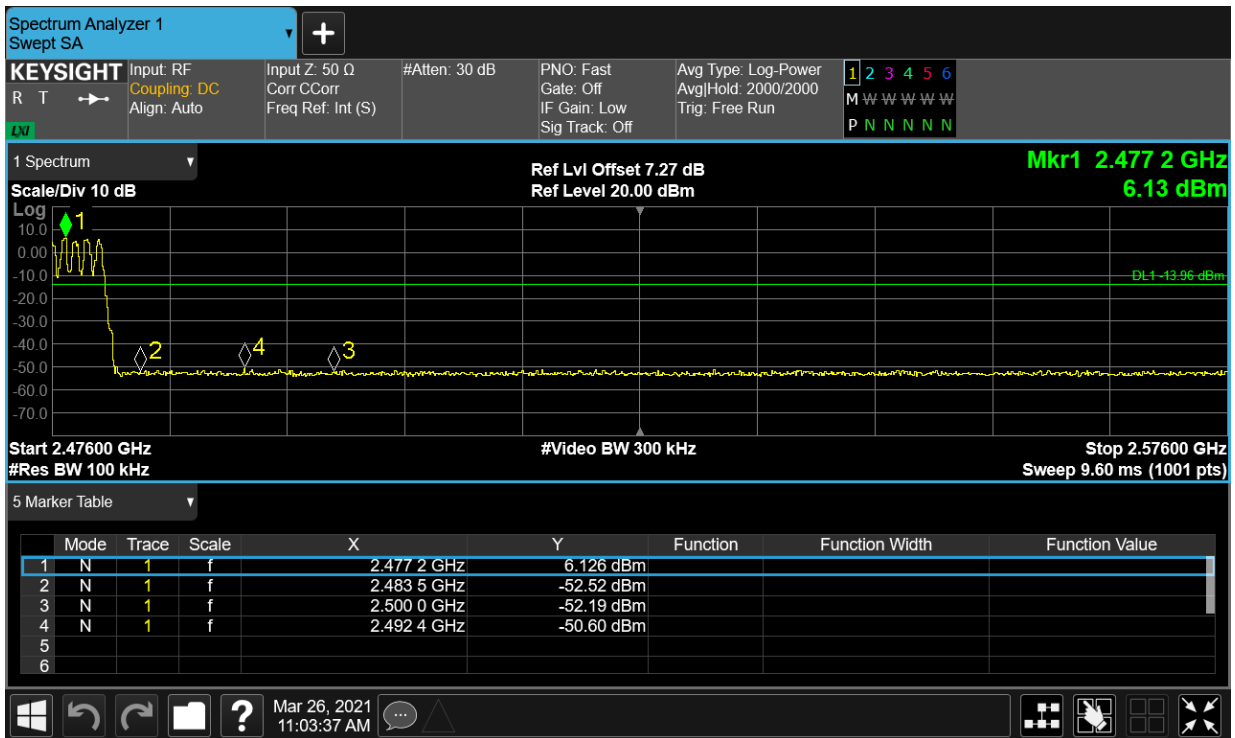 Spectrum Analyzer 1
Swept SA
+
KEYSIGHT
R T
LXI
Input: RF
Coupling: DC
Align: Auto
Input Z: 50 Ω
Corr CCorr
Freq Ref: Int (S)
#Atten: 30 dB
PNO: Fast
Gate: Off
IF Gain: Low
Sig Track: Off
Avg Type: Log-Power
Avg|Hold: 2000/2000
Trig: Free Run
1 2 3 4 5 6
M W W W W W
P N N N N N
1 Spectrum
Scale/Div 10 dB
Ref Lvl Offset 7.27 dB
Ref Level 20.00 dBm
Mkr1 2.477 2 GHz
6.13 dBm
Log
10.0
0.00
-10.0
-20.0
-30.0
-40.0
-50.0
-60.0
-70.0
1
2
4
3
DL1 -13.96 dBm
Start 2.47600 GHz
#Res BW 100 kHz
#Video BW 300 kHz
Stop 2.57600 GHz
Sweep 9.60 ms (1001 pts)
5 Marker Table
Mode Trace Scale X Y Function Function Width Function Value
1 N 1 f 2.477 2 GHz 6.126 dBm
2 N 1 f 2.483 5 GHz -52.52 dBm
3 N 1 f 2.500 0 GHz -52.19 dBm
4 N 1 f 2.492 4 GHz -50.60 dBm
5
6
?
Mar 26, 2021
11:03:37 AM